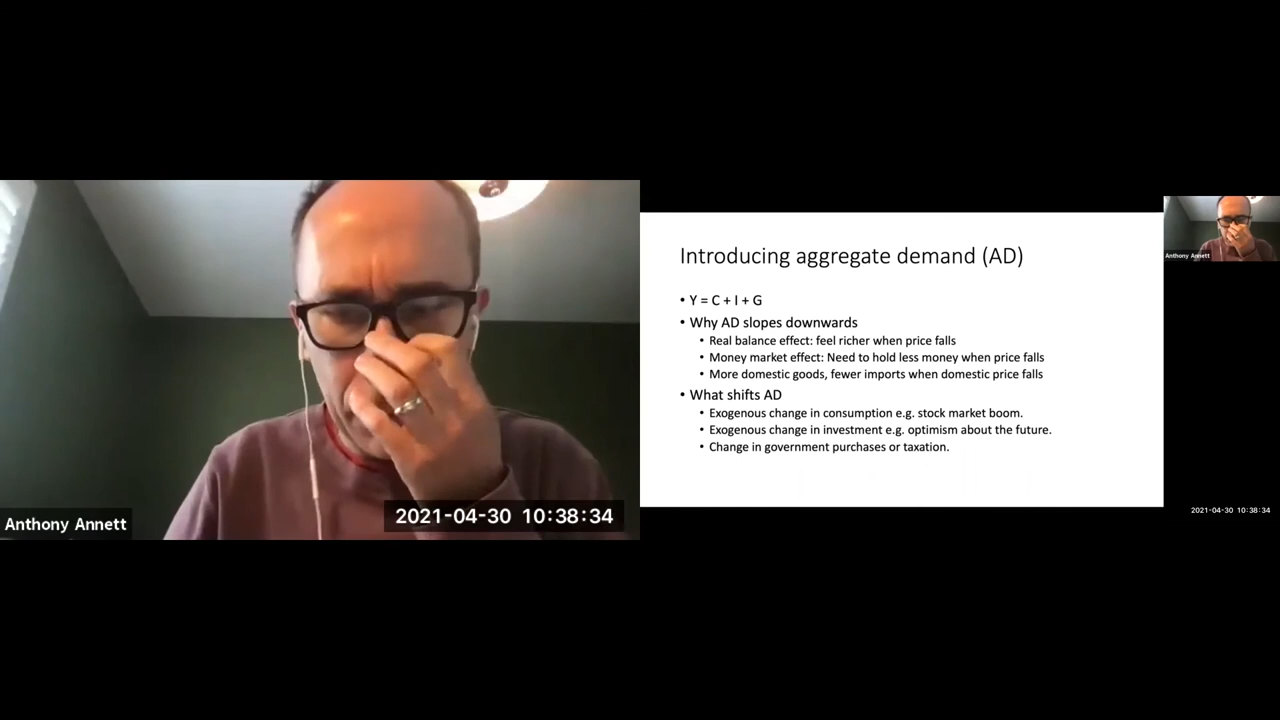 Anthony Annett
2021-04-30 10:38:34
Introducing aggregate demand (AD)
• Y = C + I + G
• Why AD slopes downwards
• Real balance effect: feel richer when price falls
• Money market effect: Need to hold less money when price falls
• More domestic goods, fewer imports when domestic price falls
• What shifts AD
• Exogenous change in consumption e.g. stock market boom.
• Exogenous change in investment e.g. optimism about the future.
• Change in government purchases or taxation.
Anthony Annett
2021-04-30 10:38:34